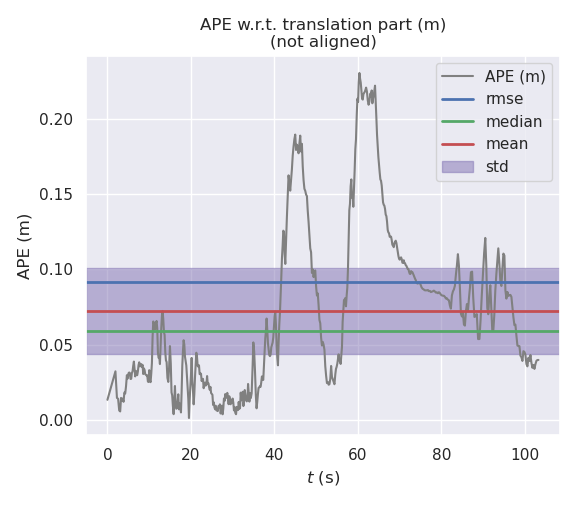 APE w.r.t. translation part (m)
(not aligned)
APE (m)
rmse
median
mean
std
APE (m)
0.20
0.15
0.10
0.05
0.00
0 20 40 60 80 100
t (s)